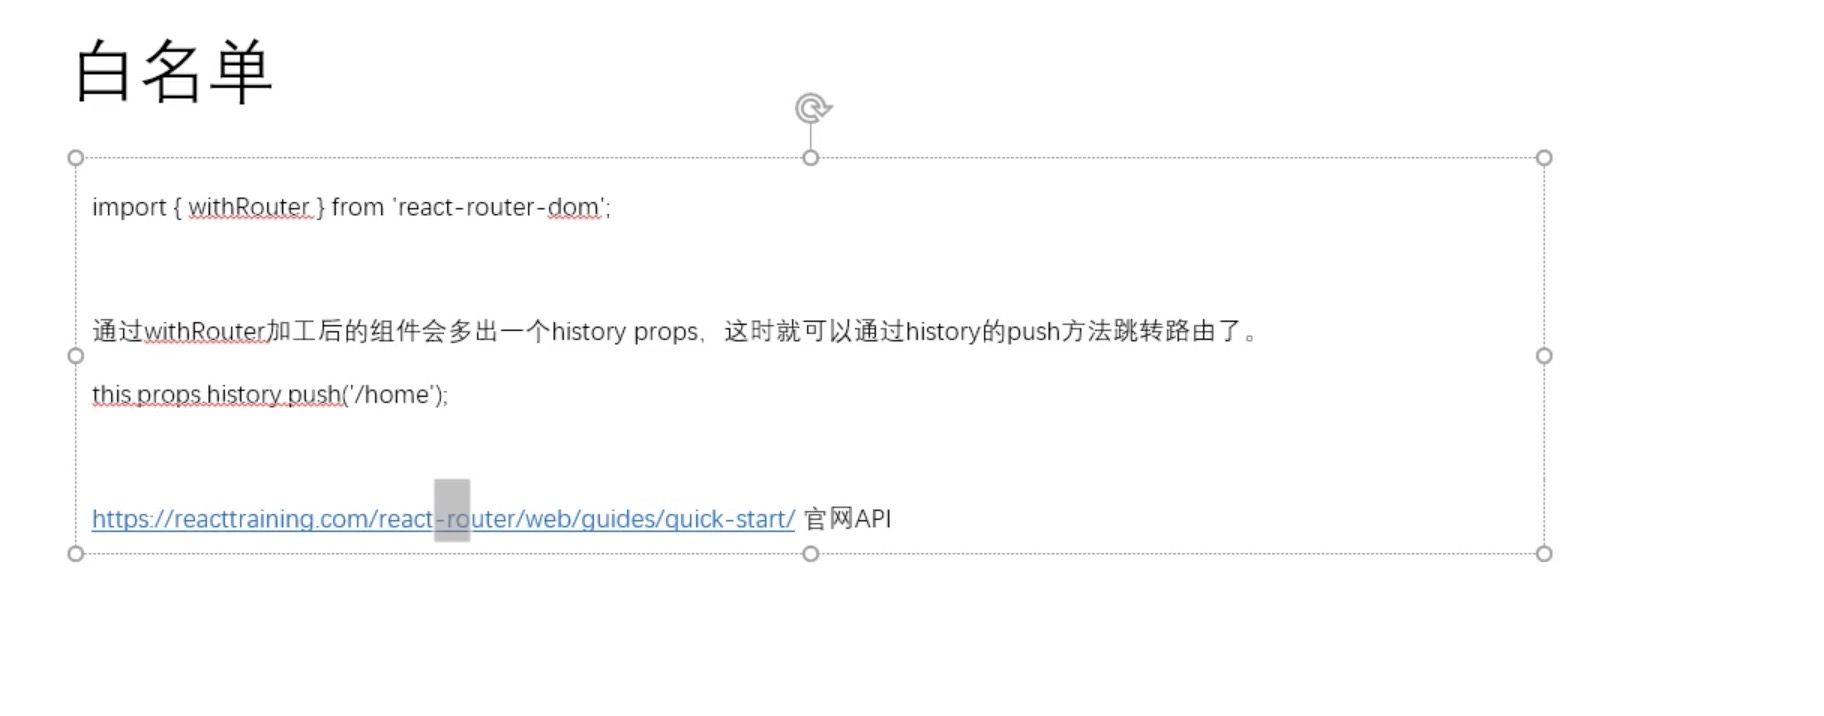 白名单
import { withRouter } from 'react-router-dom';
通过withRouter加工后的组件会多出一个history props，这时就可以通过history的push方法跳转路由了。
this.props.history.push('/home');
https://reacttraining.com/react-router/web/guides/quick-start/ 官网API